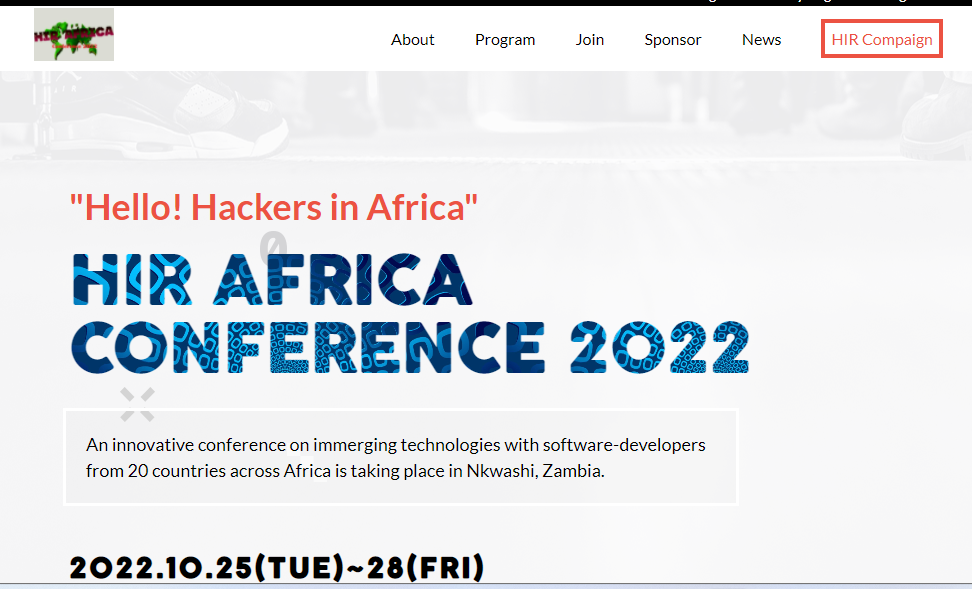 HIR AFRICA
About Program Join Sponsor News HIR Compaign
"Hello! Hackers in Africa"
HIR AFRICA
CONFERENCE 2022
An innovative conference on immerging technologies with software-developers
from 20 countries across Africa is taking place in Nkwashi, Zambia.
2022.10.25(TUE)~28(FRI)